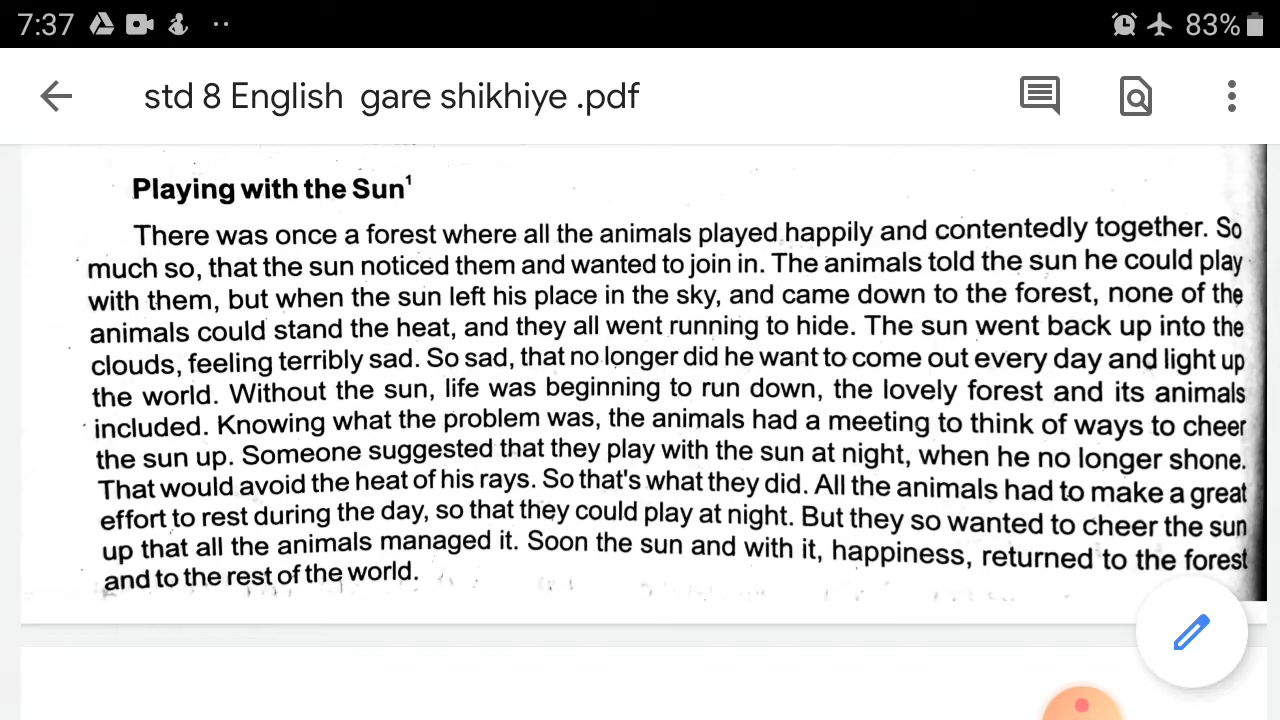 7:37 83%
std 8 English gare shikhiye .pdf
Playing with the Sun¹
There was once a forest where all the animals played happily and contentedly together. So
much so, that the sun noticed them and wanted to join in. The animals told the sun he could play
with them, but when the sun left his place in the sky, and came down to the forest, none of the
animals could stand the heat, and they all went running to hide. The sun went back up into the
clouds, feeling terribly sad. So sad, that no longer did he want to come out every day and light up
the world. Without the sun, life was beginning to run down, the lovely forest and its animals
included. Knowing what the problem was, the animals had a meeting to think of ways to cheer
the sun up. Someone suggested that they play with the sun at night, when he no longer shone.
That would avoid the heat of his rays. So that's what they did. All the animals had to make a great
effort to rest during the day, so that they could play at night. But they so wanted to cheer the sun
up that all the animals managed it. Soon the sun and with it, happiness, returned to the forest
and to the rest of the world.